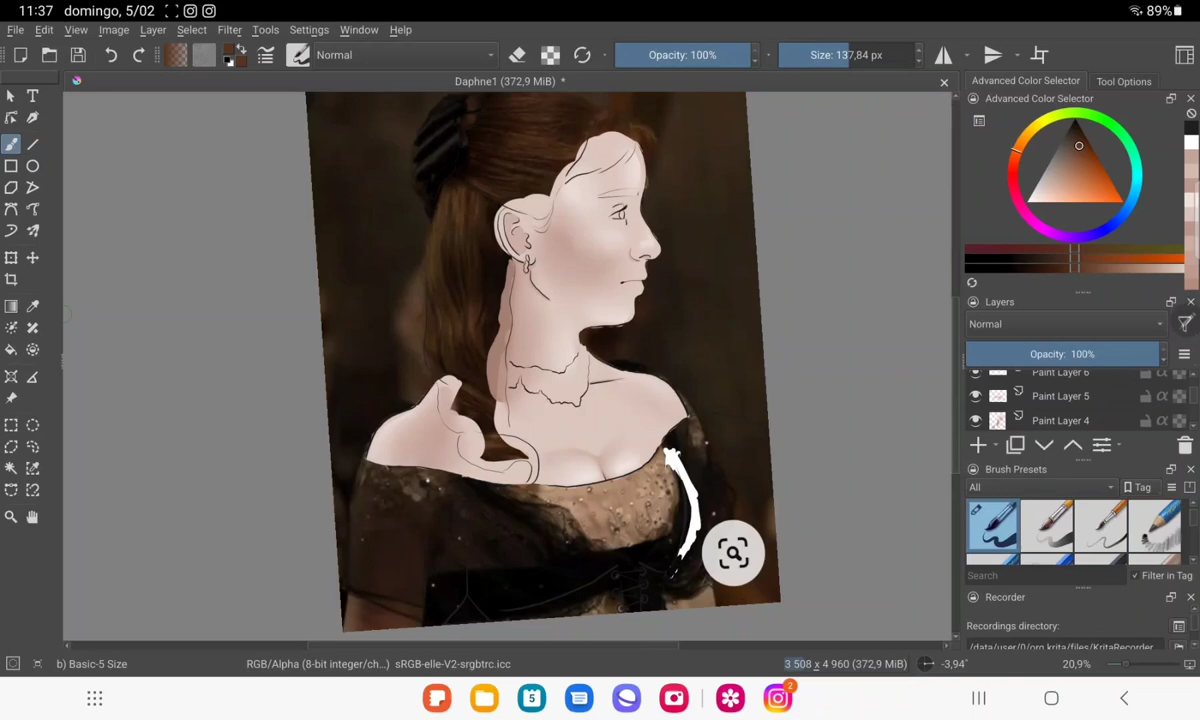 11:37 domingo, 5/02 89%
File Edit View Image Layer Select Filter Tools Settings Window Help
Normal Opacity: 100% Size: 137,84 px
Daphne1 (372,9 MiB) *
Advanced Color Selector Tool Options
Advanced Color Selector
Layers
Normal
Opacity: 100%
Paint Layer 6
Paint Layer 5
Paint Layer 4
Brush Presets
All Tag
Search Filter in Tag
Recorder
Recordings directory:
/data/user/0/org.krita/files/KritaRecorder
b) Basic-5 Size RGB/Alpha (8-bit integer/ch...) sRGB-elle-V2-srgbtrc.icc 3 508 x 4 960 (372,9 MiB) -3,94° 20,9%
5 2